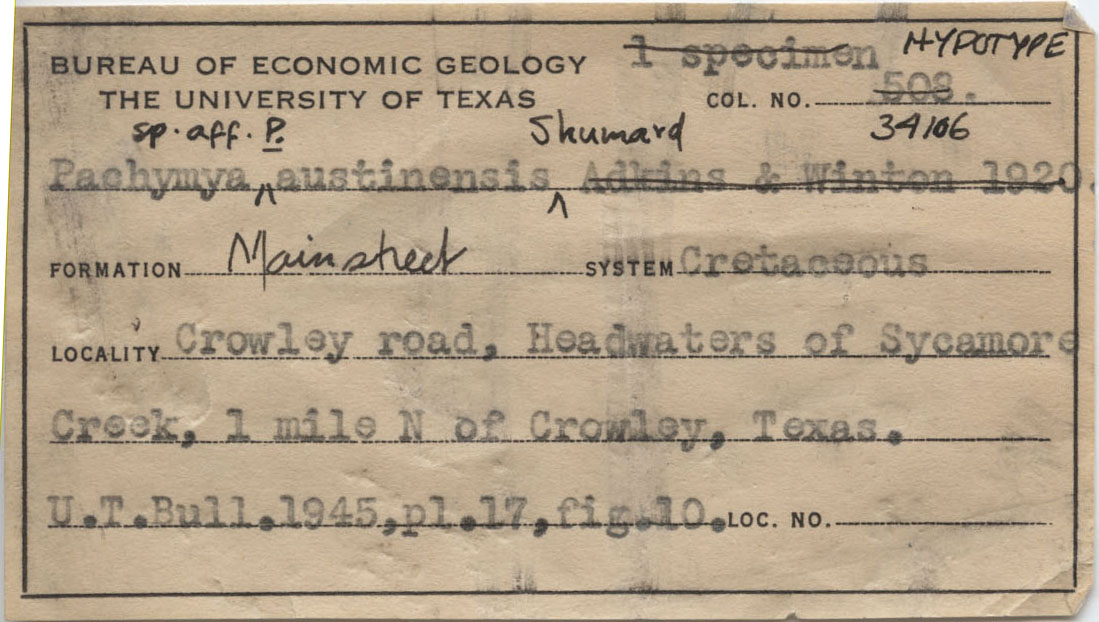 1 specimen HYPOTYPE
BUREAU OF ECONOMIC GEOLOGY
THE UNIVERSITY OF TEXAS COL. NO. 508.
sp. aff. P. Shumard 34106
Pachymya ^ austinensis ^ Adkins & Winton 1920.
FORMATION Mainstreet SYSTEM Cretaceous
LOCALITY Crowley road, Headwaters of Sycamore
Creek, 1 mile N of Crowley, Texas.
U.T.Bull.1945,pl.17,fig.10. LOC. NO.